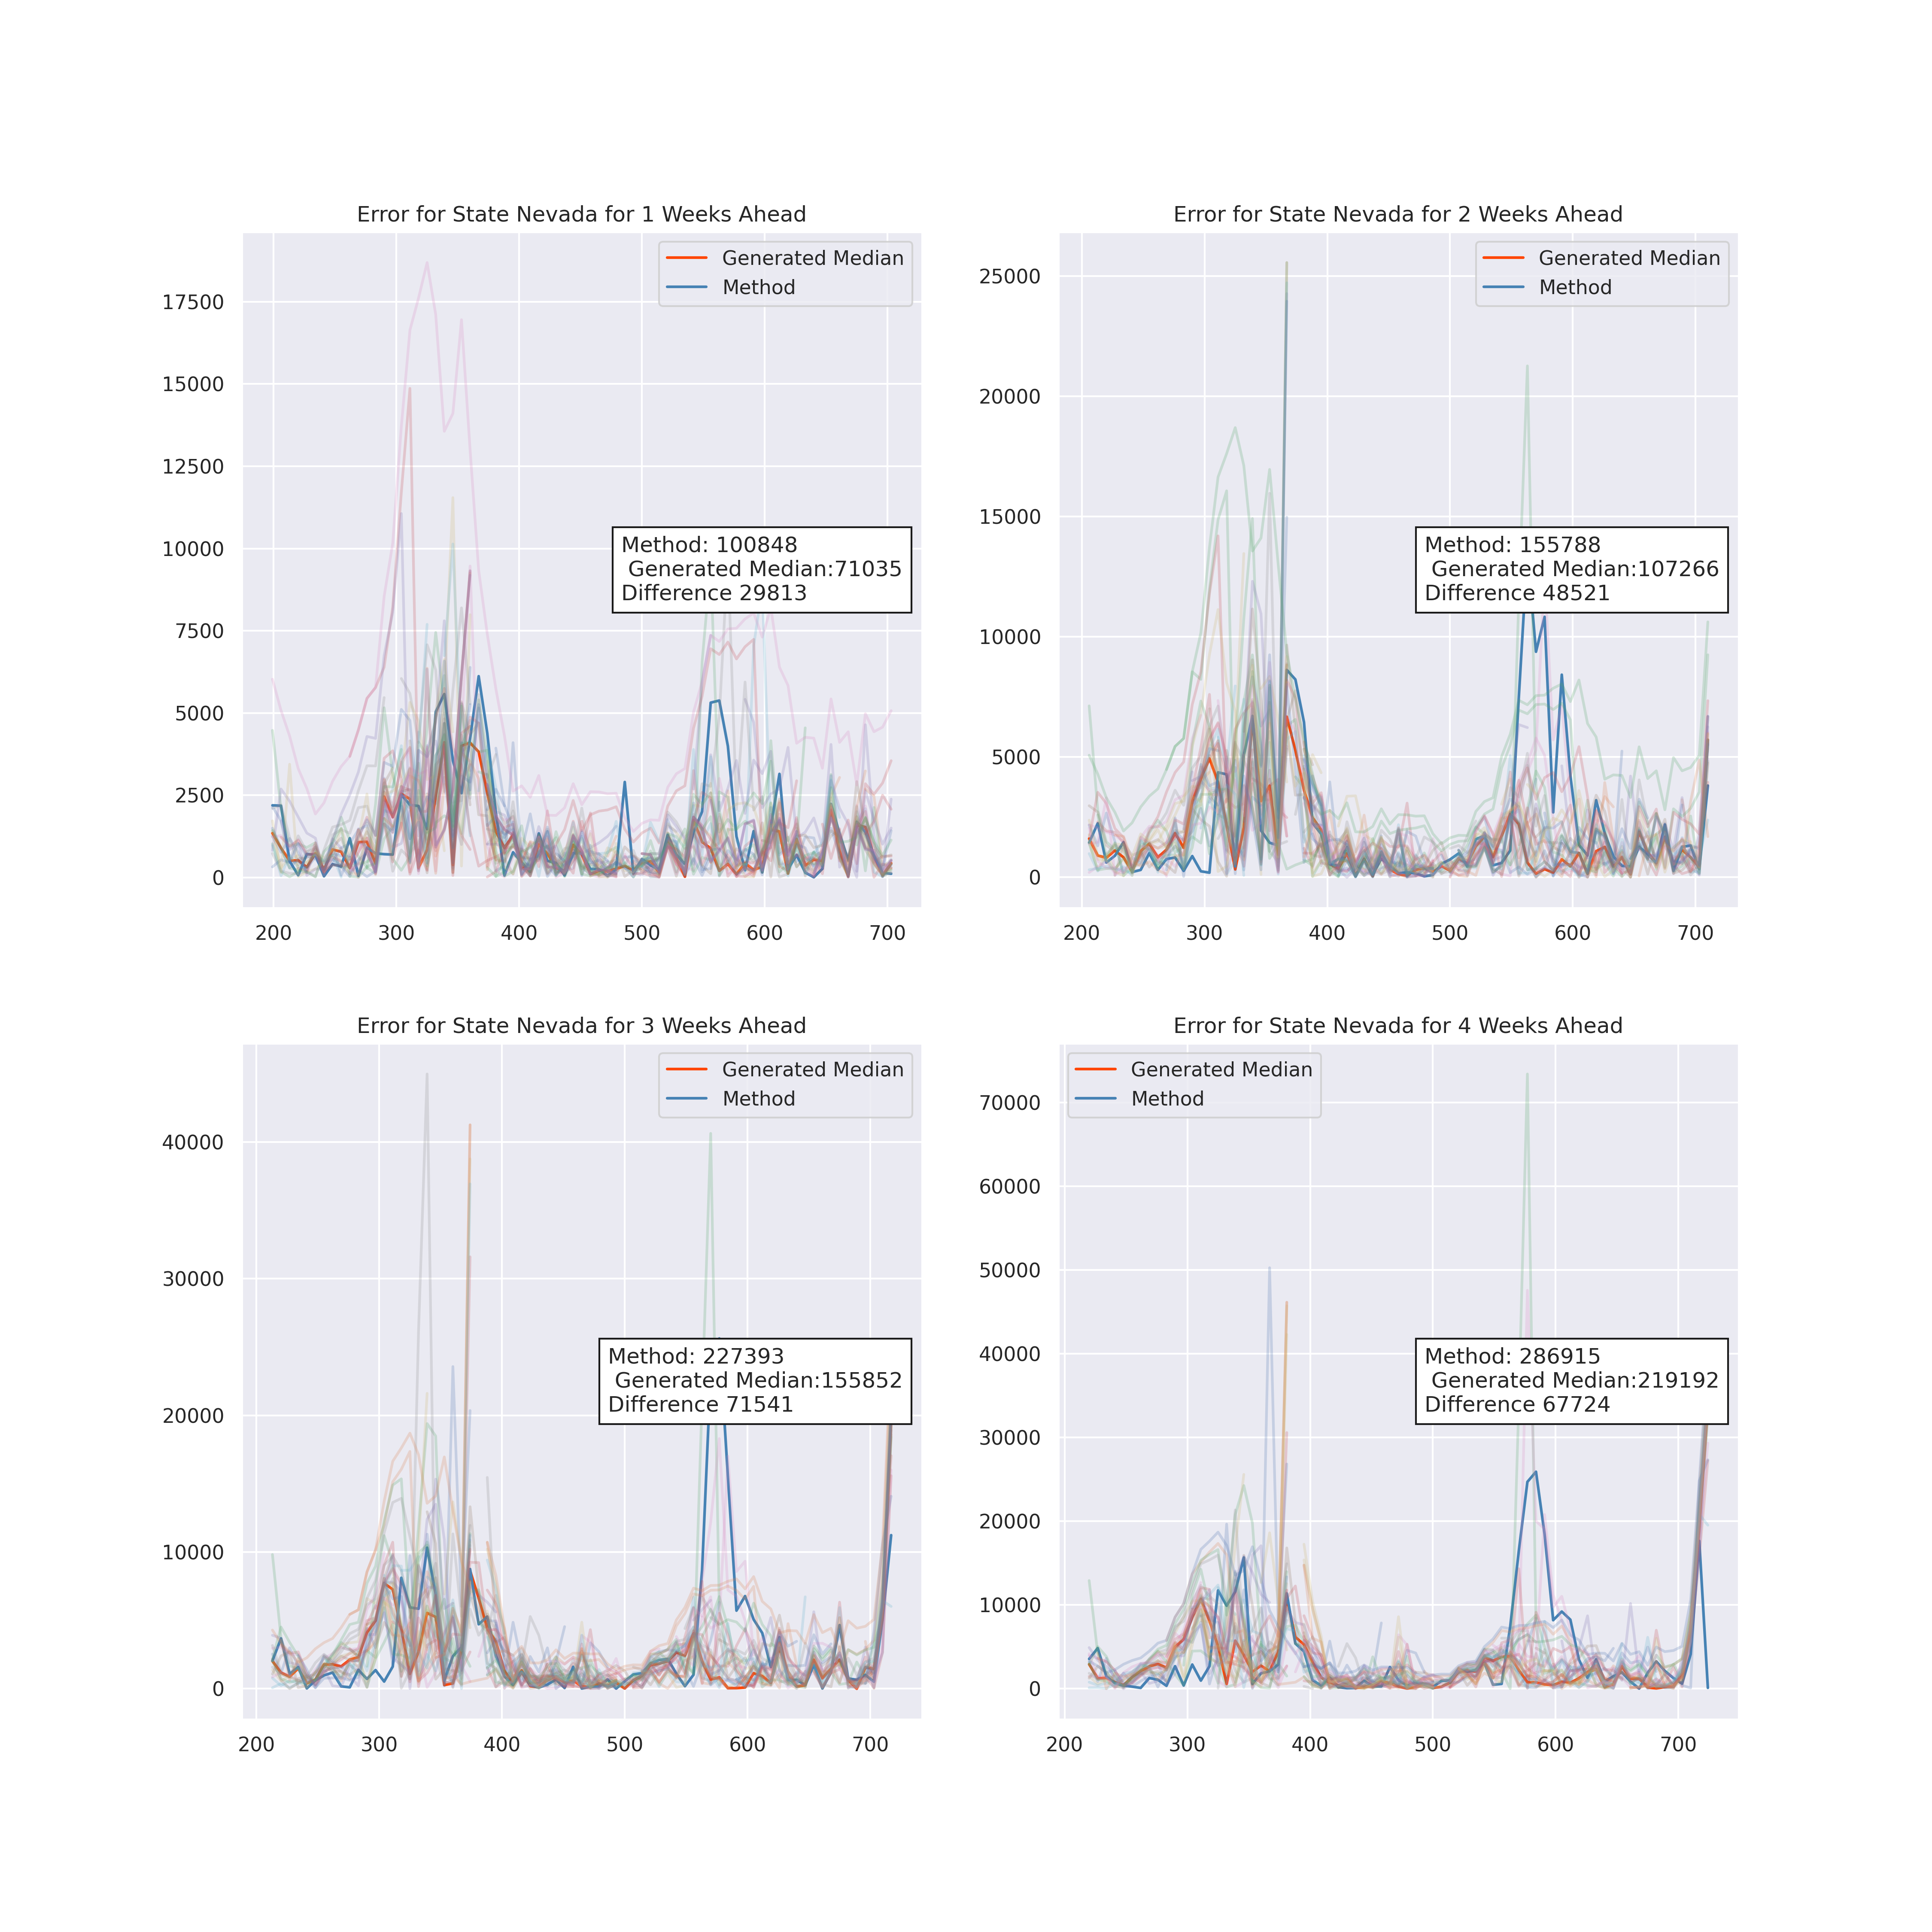 Error for State Nevada for 1 Weeks Ahead
Generated Median
Method
17500
15000
12500
10000
7500
5000
2500
0
Method: 100848
Generated Median:71035
Difference 29813
200 300 400 500 600 700
Error for State Nevada for 2 Weeks Ahead
Generated Median
Method
25000
20000
15000
10000
5000
0
Method: 155788
Generated Median:107266
Difference 48521
200 300 400 500 600 700
Error for State Nevada for 3 Weeks Ahead
Generated Median
Method
40000
30000
20000
10000
0
Method: 227393
Generated Median:155852
Difference 71541
200 300 400 500 600 700
Error for State Nevada for 4 Weeks Ahead
Generated Median
Method
70000
60000
50000
40000
30000
20000
10000
0
Method: 286915
Generated Median:219192
Difference 67724
200 300 400 500 600 700